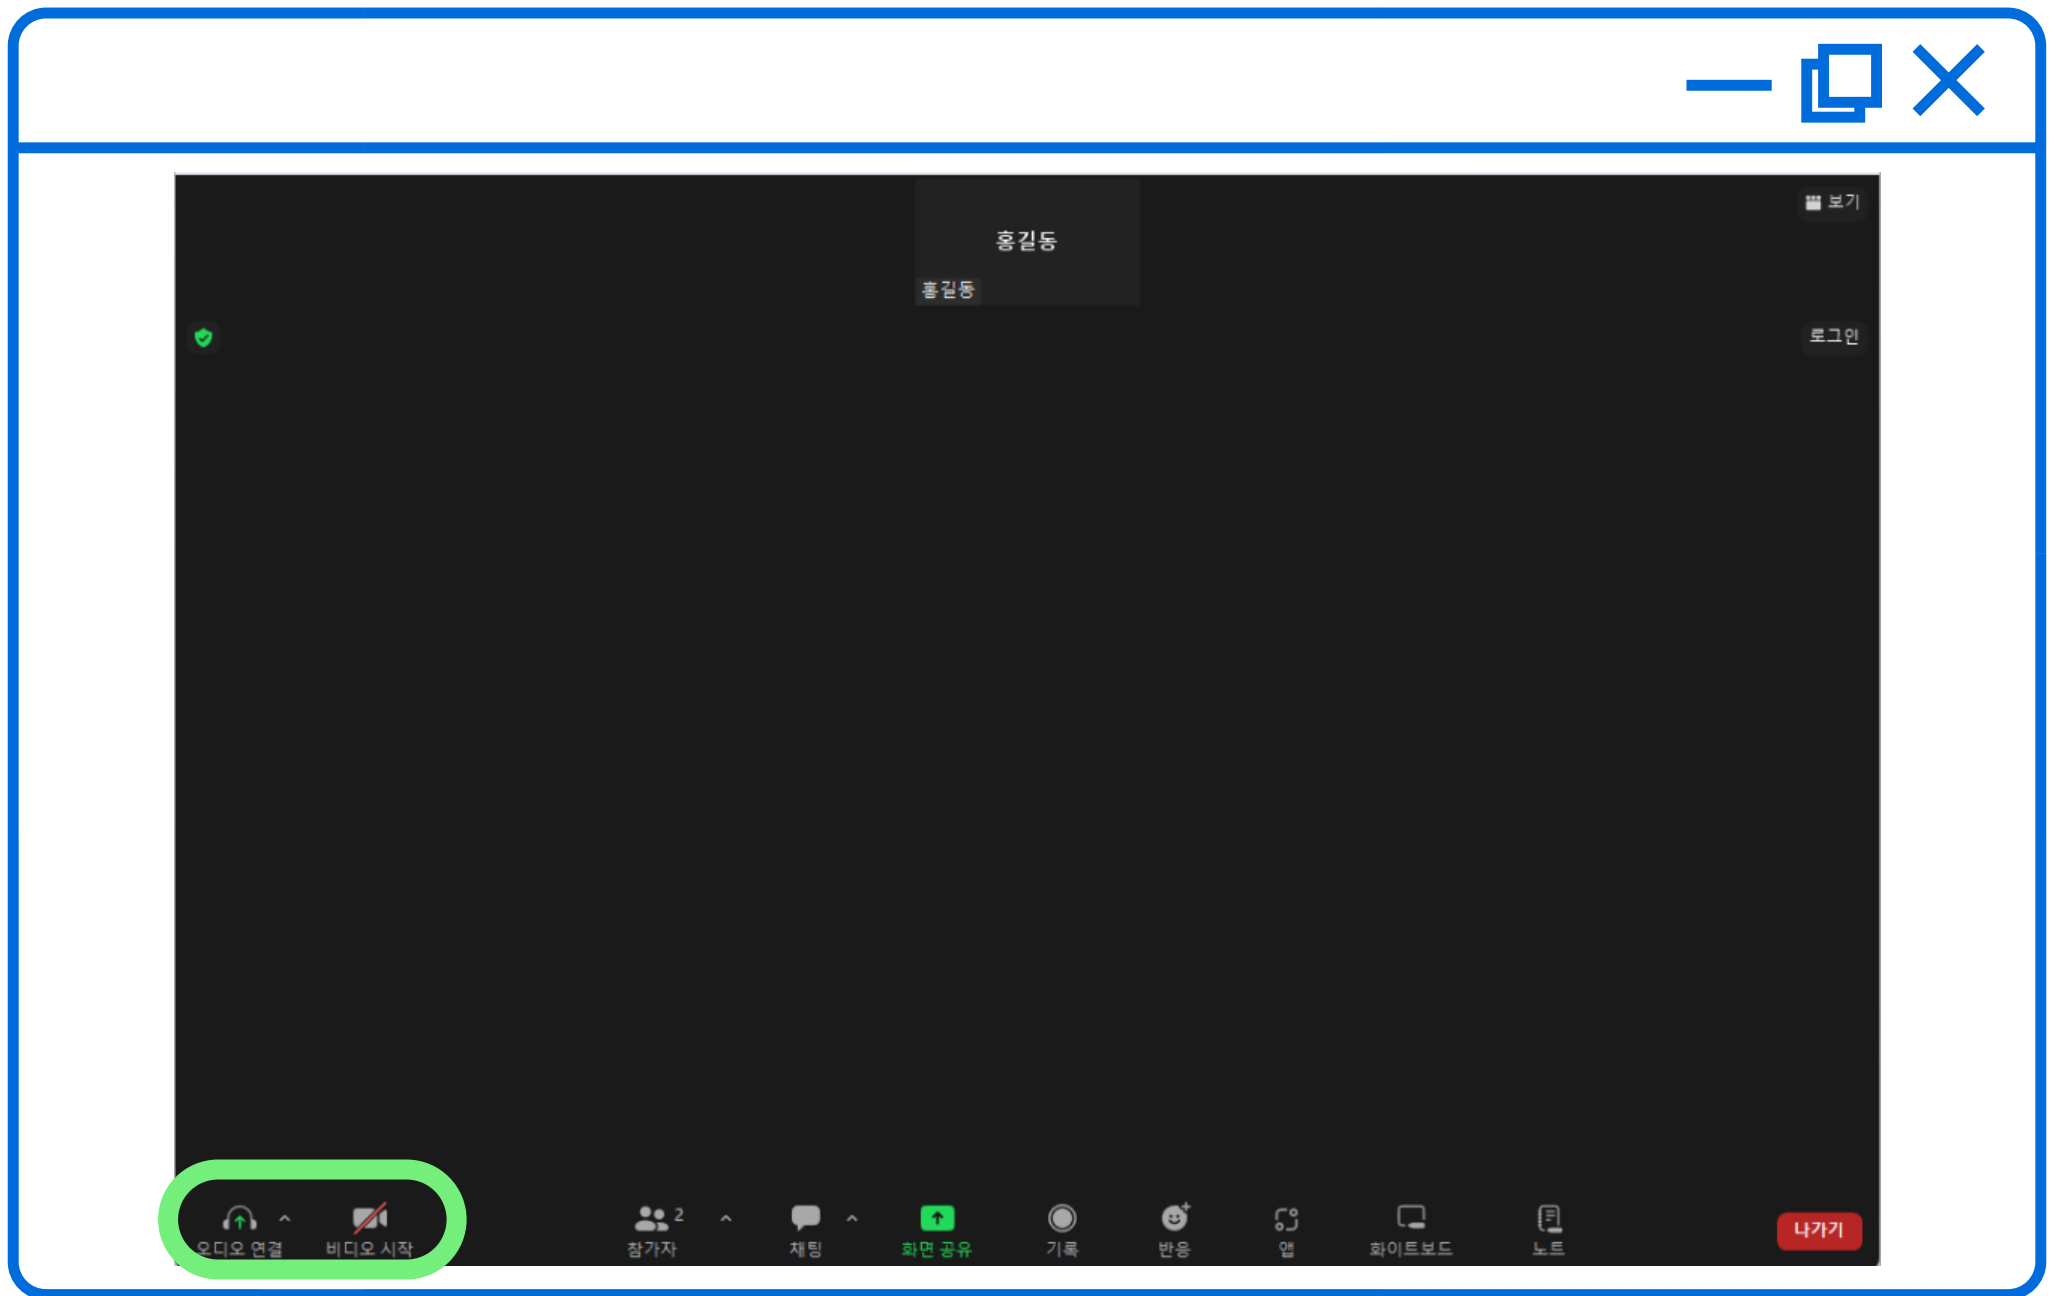 홍길동
보기
홍길동
로그인
오디오 연결
비디오 시작
참가자
2
채팅
화면 공유
기록
반응
앱
화이트보드
노트
나가기